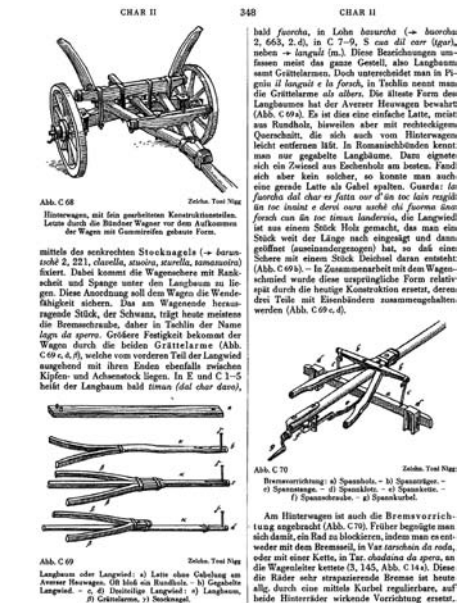 CHAR II
348
CHAR II
Abb. C 68
Zeichn. Toni Nigg
Hinterwagen, mit fein gearbeiteten Konstruktionsteilen.
Letzte durch die Bündner Wagner vor dem Aufkommen
der Wagen mit Gummireifen gebaute Form.
mittels des senkrechten Stocknagels (→ barun-
tschè 2, 221, clavella, stuoira, sturella, tamanoira)
fixiert. Dabei kommt die Wagenschere mit Rank-
scheit und Spange unter den Langbaum zu lie-
gen. Diese Anordnung soll dem Wagen die Wende-
fähigkeit sichern. Das am Wagenende heraus-
ragende Stück, der Schwanz, trägt heute meistens
die Bremsschraube, daher in Tschlin der Name
lagn da sperra. Größere Festigkeit bekommt der
Wagen durch die beiden Grättelarme (Abb.
C 69 c, d, β), welche vom vorderen Teil der Langwied
ausgehend mit ihren Enden ebenfalls zwischen
Kipfen- und Achsenstock liegen. In E und C 1–5
heißt der Langbaum bald timun (dal char davo),
Abb. C 69
Zeichn. Toni Nigg
Langbaum oder Langwied: a) Latte ohne Gabelung am
Averser Heuwagen. Oft bloß ein Rundholz. – b) Gegabelte
Langwied. – c, d) Dreiteilige Langwied: α) Langbaum,
β) Grättelarme, γ) Stocknagel.
bald fuorcha, in Lohn bavurcha (→ buorcha
2, 663, 2. d), in C 7–9, S cua dil carr (tgar),
neben → languli (m.). Diese Bezeichnungen um-
fassen meist das ganze Gestell, also Langbaum
samt Grättelarmen. Doch unterscheidet man in Pi-
gniu il languis e la forsch, in Tschlin nennt man
die Grättelarme als albers. Die älteste Form des
Langbaumes hat der Averser Heuwagen bewahrt
(Abb. C 69 a). Es ist dies eine einfache Latte, meist
aus Rundholz, bisweilen aber mit rechteckigem
Querschnitt, die sich auch vom Hinterwagen
leicht entfernen läßt. In Romanischbünden kennt
man nur gegabelte Langbäume. Dazu eignete
sich ein Zwiesel aus Eschenholz am besten. Fand
sich aber kein solcher, so konnte man auch
eine gerade Latte als Gabel spalten. Guarda: la
fuorcha dal char es fatta our d'ün toc lain resgià
ün toc invint e dervi oura uschè chi fuorma üna
forsch cun ün toc timun landervia, die Langwied
ist aus einem Stück Holz gemacht, das man ein
Stück weit der Länge nach eingesägt und dann
geöffnet (auseinandergezogen) hat, so daß eine
Schere mit einem Stück Deichsel daran entsteht
(Abb. C 69 b). – In Zusammenarbeit mit dem Wagen-
schmied wurde diese ursprüngliche Form relativ
spät durch die heutige Konstruktion ersetzt, deren
drei Teile mit Eisenbändern zusammengehalten
werden (Abb. C 69 c, d).
Abb. C 70
Zeichn. Toni Nigg
Bremsvorrichtung: a) Spannholz. – b) Spannträger. –
c) Spannstange. – d) Spannklotz. – e) Spannkette. –
f) Spannschraube. – g) Spannkurbel.
Am Hinterwagen ist auch die Bremsvorrich-
tung angebracht (Abb. C 70). Früher begnügte man
sich damit, ein Rad zu blockieren, indem man es ent-
weder mit dem Bremsseil, in Vaz tarschain da roda,
oder mit einer Kette, in Tar. chadaina da spera, an
die Wagenleiter kettete (3, 145, Abb. C 14 a). Diese
die Räder sehr strapazierende Bremse ist heute
allg. durch eine mittels Kurbel regulierbare, auf
beide Hinterräder wirkende Vorrichtung ersetzt.